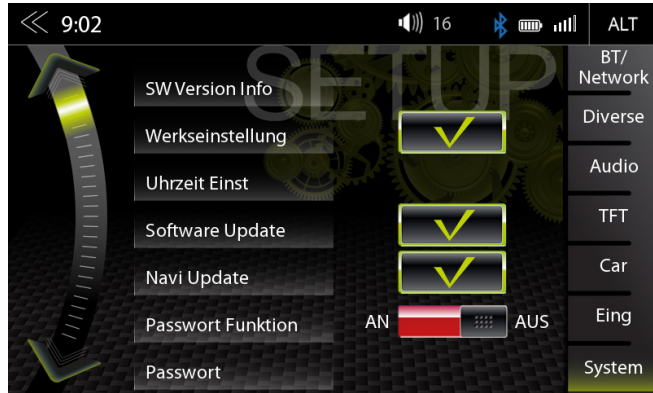 9:02
16
ALT
SETUP
SW Version Info
Werkseinstellung
Uhrzeit Einst
Software Update
Navi Update
Passwort Funktion
AN
AUS
Passwort
BT/
Network
Diverse
Audio
TFT
Car
Eing
System